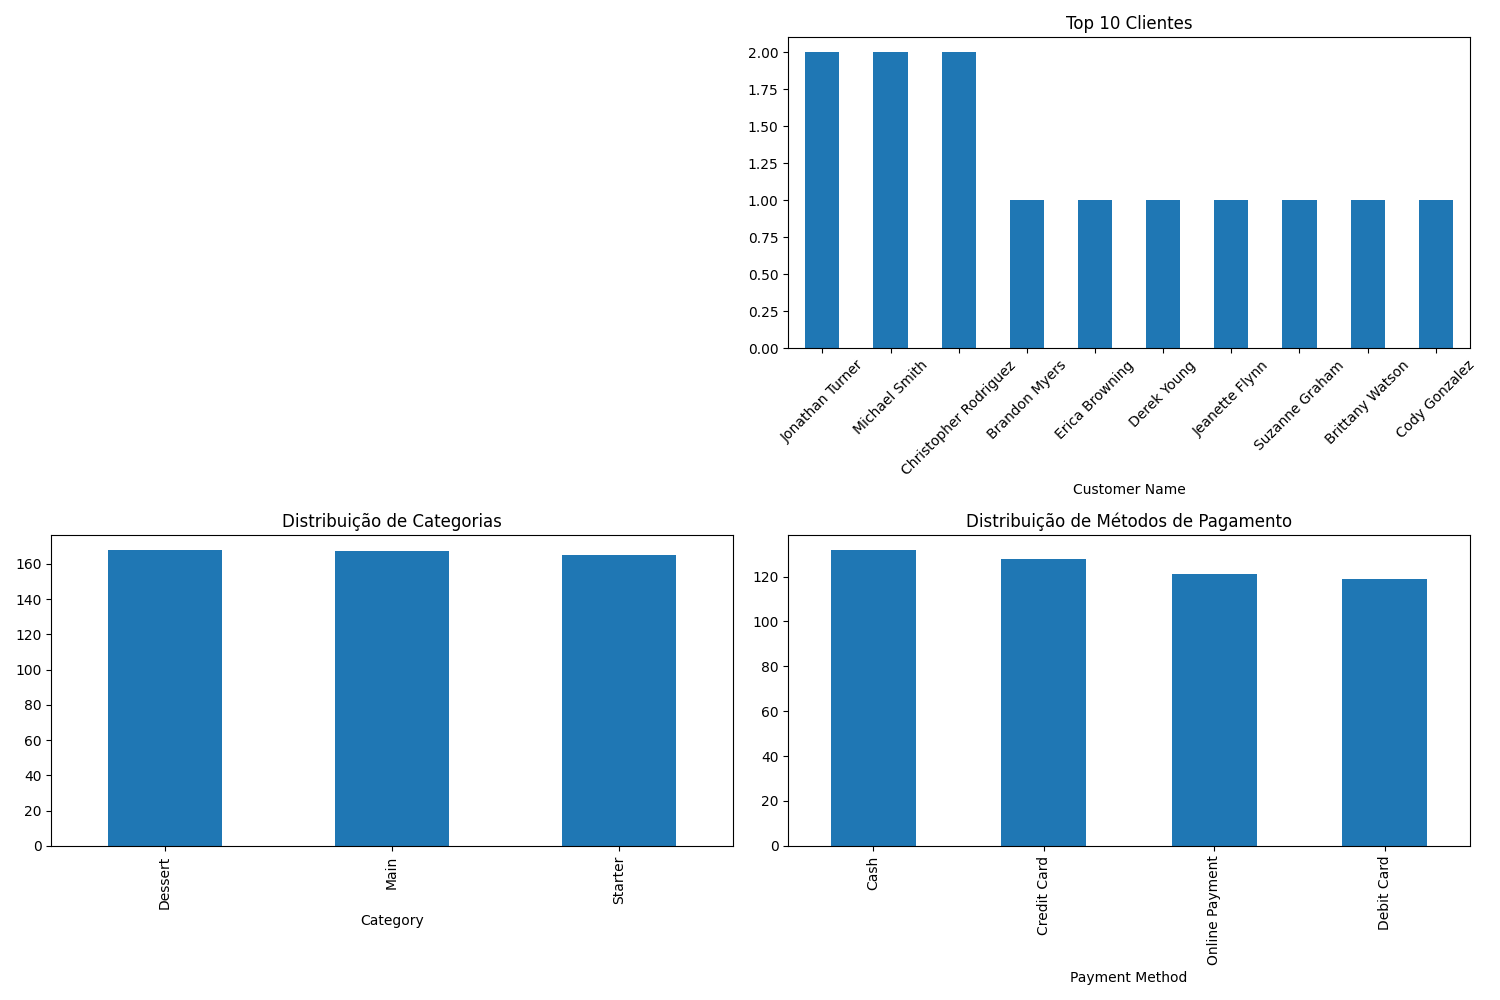 Top 10 Clientes
2.00
1.75
1.50
1.25
1.00
0.75
0.50
0.25
0.00
Jonathan Turner
Michael Smith
Christopher Rodriguez
Brandon Myers
Erica Browning
Derek Young
Jeanette Flynn
Suzanne Graham
Brittany Watson
Cody Gonzalez
Customer Name
Distribuição de Categorias
160
140
120
100
80
60
40
20
0
Dessert
Main
Starter
Category
Distribuição de Métodos de Pagamento
120
100
80
60
40
20
0
Cash
Credit Card
Online Payment
Debit Card
Payment Method